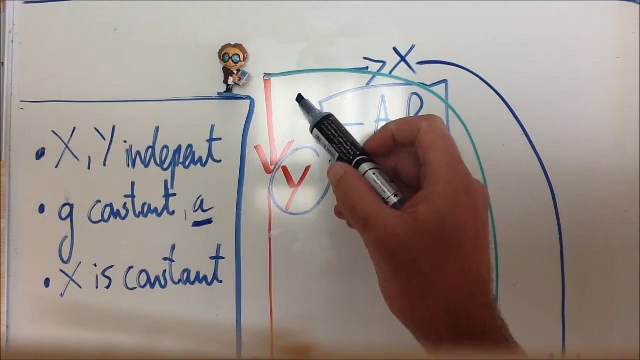 X
- A R
• X, Y indepent
Y
• g constant, a
• X is constant